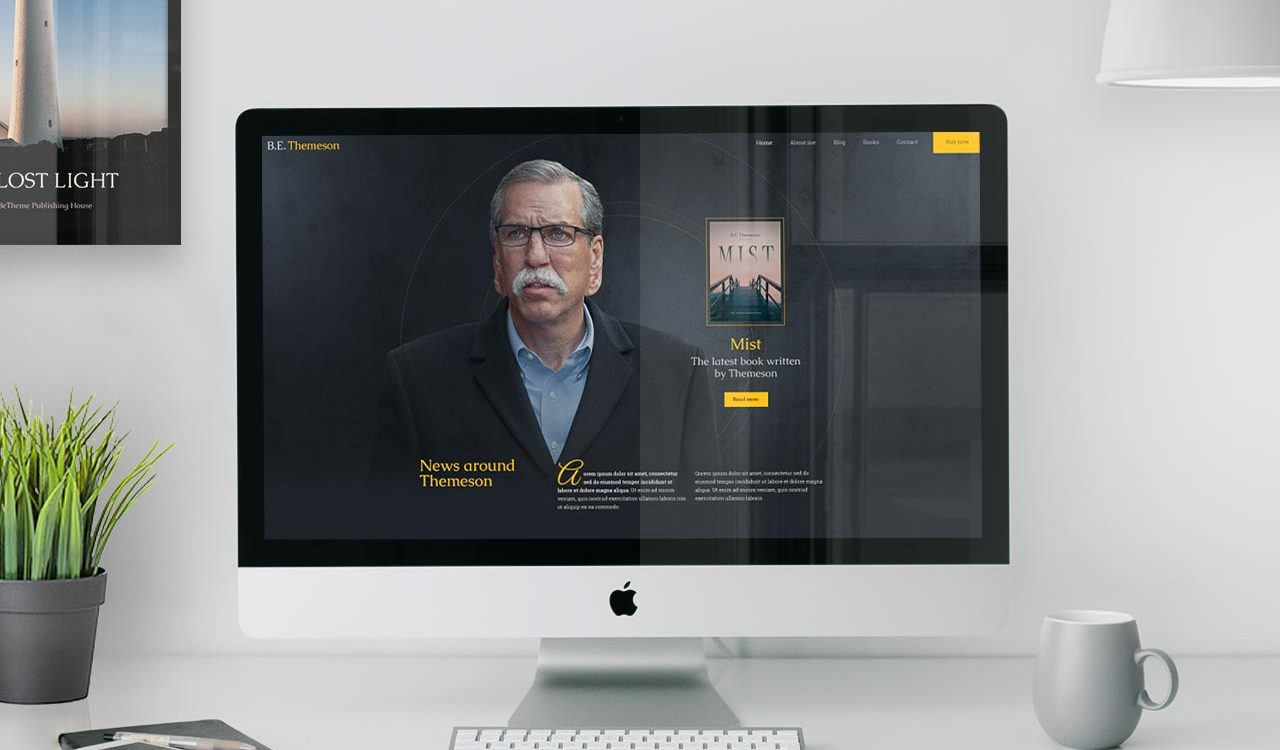 LOST LIGHT
BeTheme Publishing House
B.E. Themeson
Home
About me
Blog
Books
Contact
Buy now
B.E. Themeson
MIST
Mist
The latest book written
by Themeson
Read more
News around
Themeson
A orem ipsum dolor sit amet, consectetur
sed do eiusmod tempor incididunt ut
labore et dolore magna aliqua. Ut enim ad minim
veniam, quis nostrud exercitation ullamco laboris nisi
ut aliquip ex ea commodo
Qorem ipsum dolor sit amet, consectetur sed do
eiusmod tempor incididunt ut labore et dolore magna
aliqua. Ut enim ad minim veniam, quis nostrud
exercitation ullamco laboris